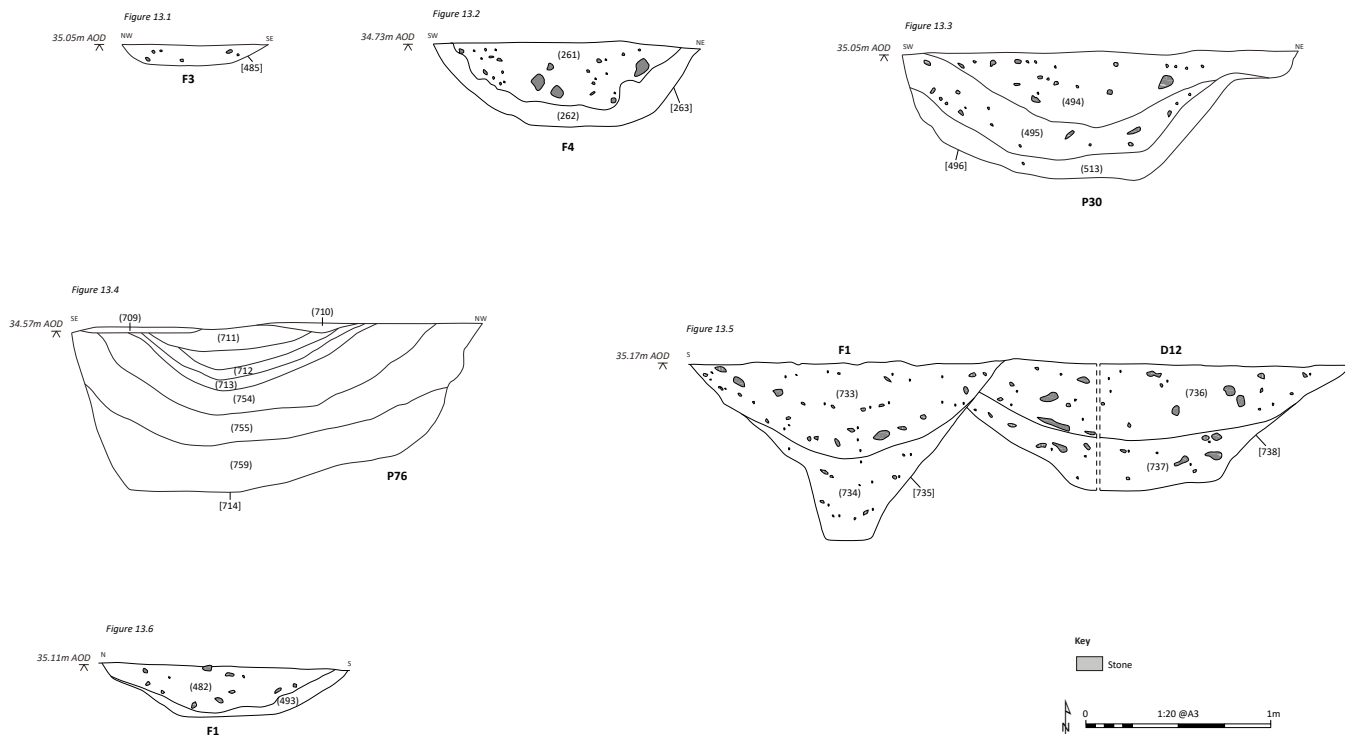 Figure 13.1
35.05m AOD
NW
SE
[485]
F3
Figure 13.2
34.73m AOD
SW
NE
(261)
(262)
[263]
F4
Figure 13.3
35.05m AOD
SW
NE
(494)
(495)
[496]
(513)
P30
Figure 13.4
34.57m AOD
SE
NW
(709)
(710)
(711)
(712
(713)
(754)
(755)
(759)
P76
[714]
Figure 13.5
35.17m AOD
S
F1
D12
(733)
(736)
(734)
[735]
(737)
[738]
Figure 13.6
35.11m AOD
N
S
(482)
(493)
F1
Key
Stone
N
0 1:20 @A3 1m